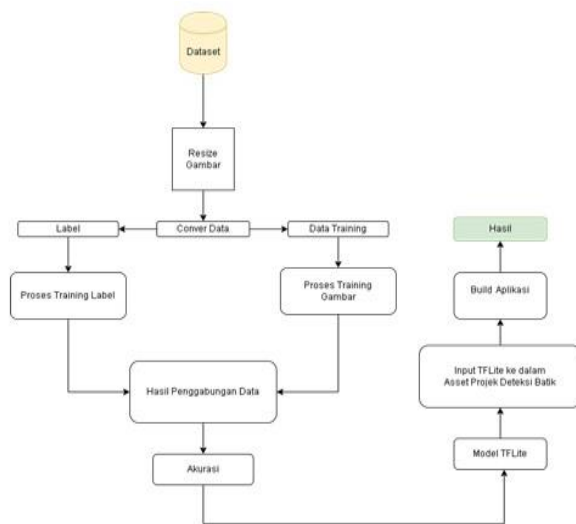 Dataset
Resize
Gambar
Label
Conver Data
Data Training
Hasil
Proses Training Label
Proses Training
Gambar
Build Aplikasi
Hasil Penggabungan Data
Input TFLite ke dalam
Asset Projek Deteksi Batik
Akurasi
Model TFLite